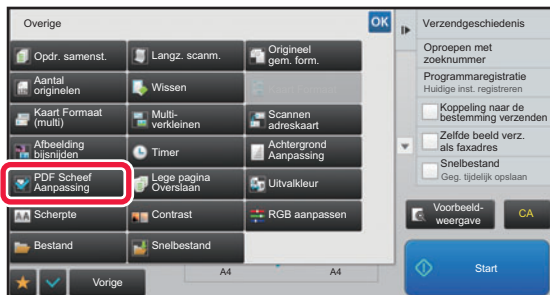 Overige
OK
Opdr. samenst.
Langz. scanm.
Origineel
gem. form.
Aantal
originelen
Wissen
Kaart Formaat
(multi)
Multi-
verkleinen
Scannen
adreskaart
Afbeelding
bijsnijden
Timer
Achtergrond
Aanpassing
PDF Scheef
Aanpassing
Lege pagina
Overslaan
Uitvalkleur
Scherpte
Contrast
RGB aanpassen
Bestand
Snelbestand
Vorige
A4
A4
Verzendgeschiedenis
Oproepen met
zoeknummer
Programmaregistratie
Huidige inst. registreren
Koppeling naar de
bestemming verzenden
Zelfde beeld verz.
als faxadres
Snelbestand
Geg. tijdelijk opslaan
Voorbeeld-
weergave
CA
Start